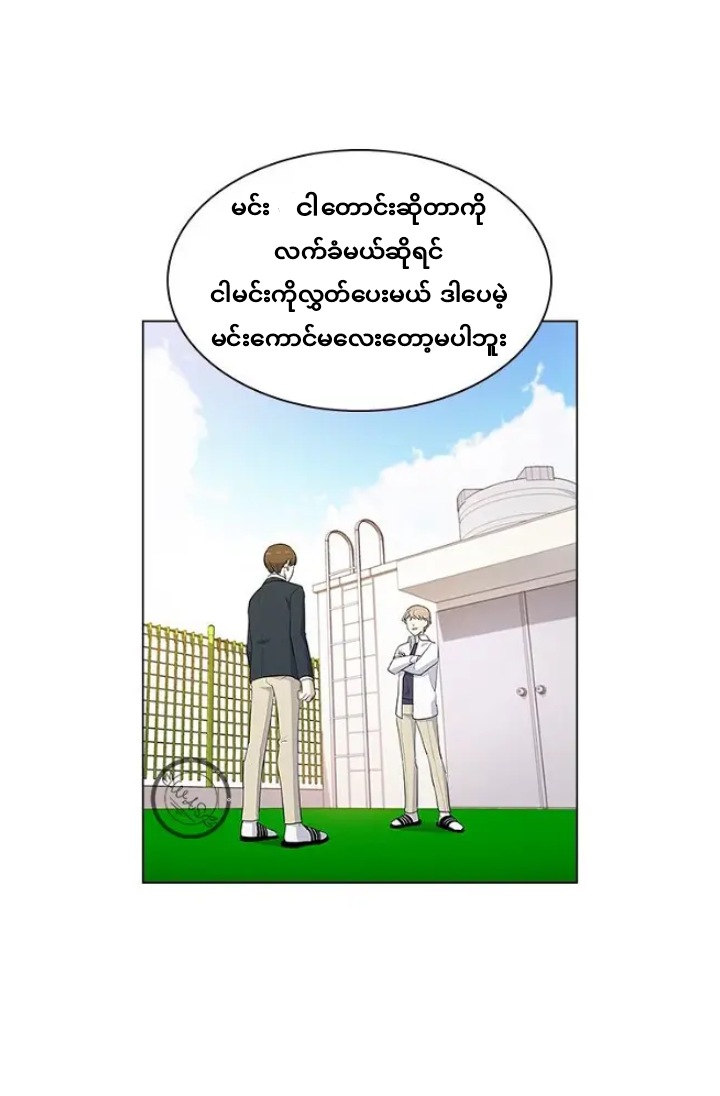 မင်း ငါတောင်းဆိုတာကို
လက်ခံမယ်ဆိုရင်
ငါမင်းကိုလွှတ်ပေးမယ် ဒါပေမဲ့
မင်းကောင်မလေးတော့မပါဘူး